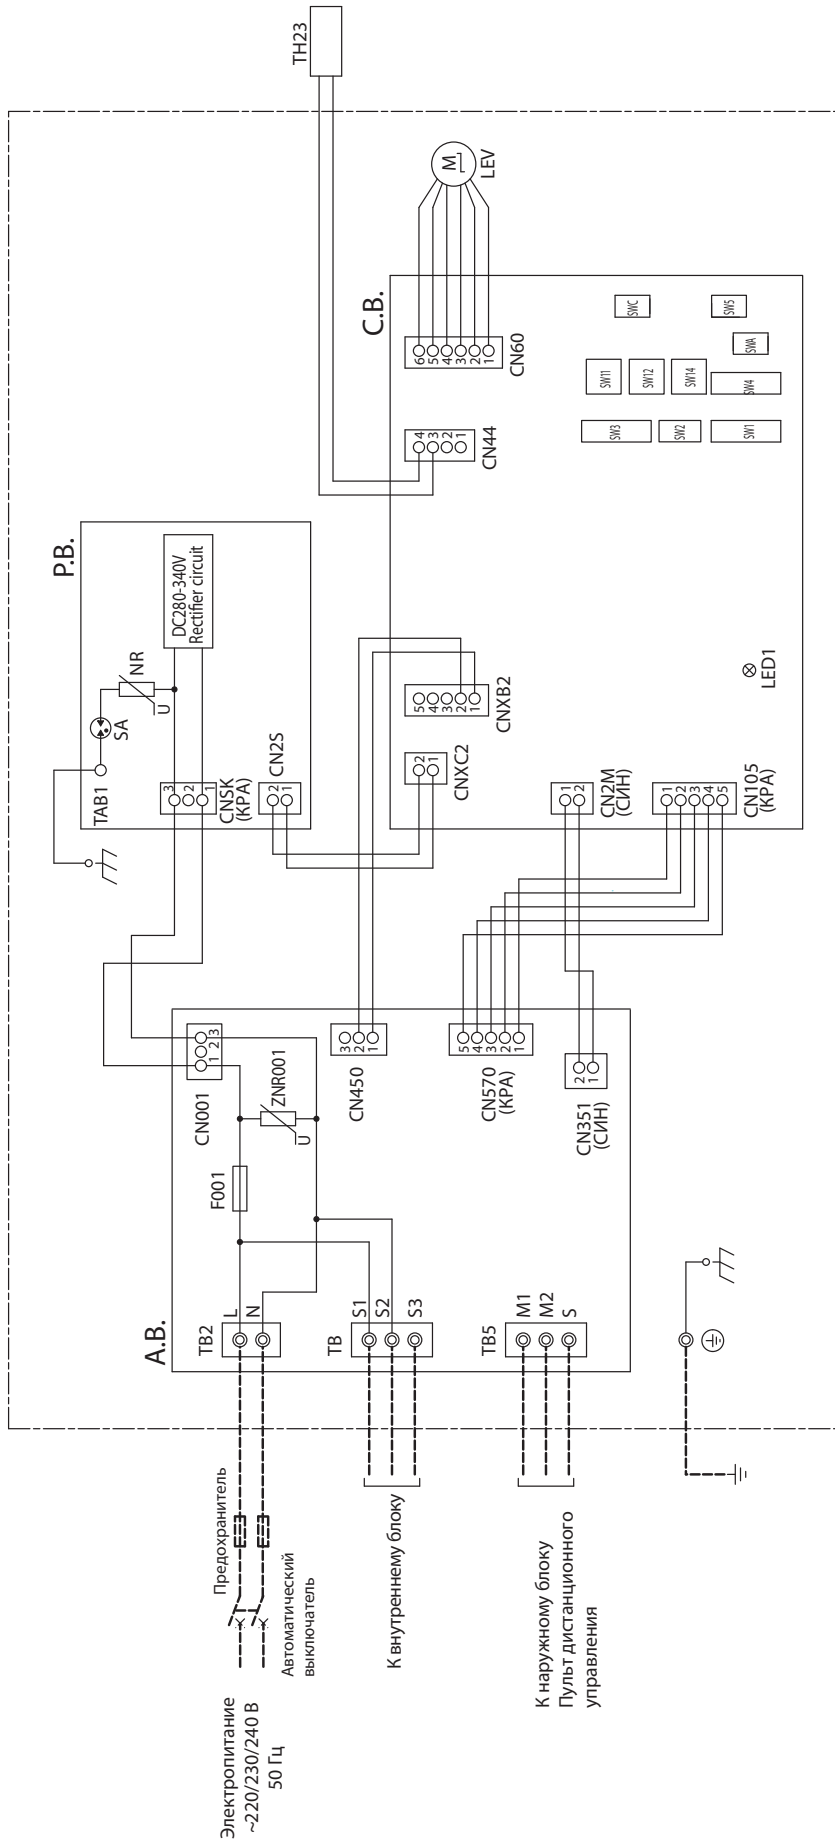 Электропитание
~220/230/240 В
50 Гц
Предохранитель
Автоматический
выключатель
К внутреннему блоку
К наружному блоку
Пульт дистанционного
управления
A.B.
TB2
L
N
TB
S1
S2
S3
TB5
M1
M2
S
F001
ZNR001
U
CN001
1 2 3
CN450
3
2
1
CN570
(КРА)
5
4
3
2
1
CN351
(СИН)
2
1
P.B.
TAB1
SA
NR
U
DC280-340V
Rectifier circuit
CNSK
(КРА)
3
2
1
CN2S
2
1
C.B.
CNXC2
2
1
CNXB2
5
4
3
2
1
CN2M
(СИН)
1
2
CN105
(КРА)
1
2
3
4
5
LED1
CN44
4
3
2
1
CN60
6
5
4
3
2
1
SW3
SW2
SW1
SW11
SW12
SW14
SW4
SWA
SWC
SW5
M
LEV
TH23